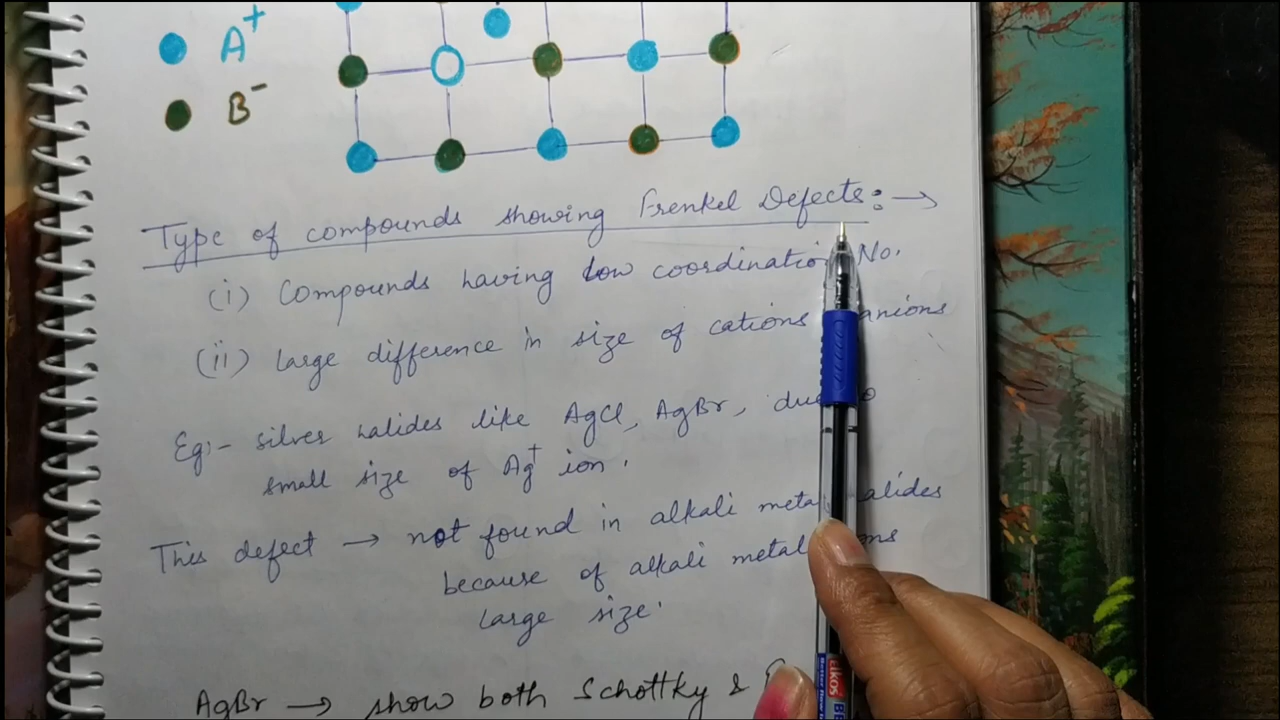 A⁺
B⁻
Type of compounds showing Frenkel Defects:→
(i) Compounds having low coordination No.
(ii) Large difference in size of cations anions
Eg:- silver halides like AgCl, AgBr, due
small size of Ag⁺ ion.
This defect → not found in alkali metal
because of alkali metal
large size.
AgBr → show both Schottky &
elkos